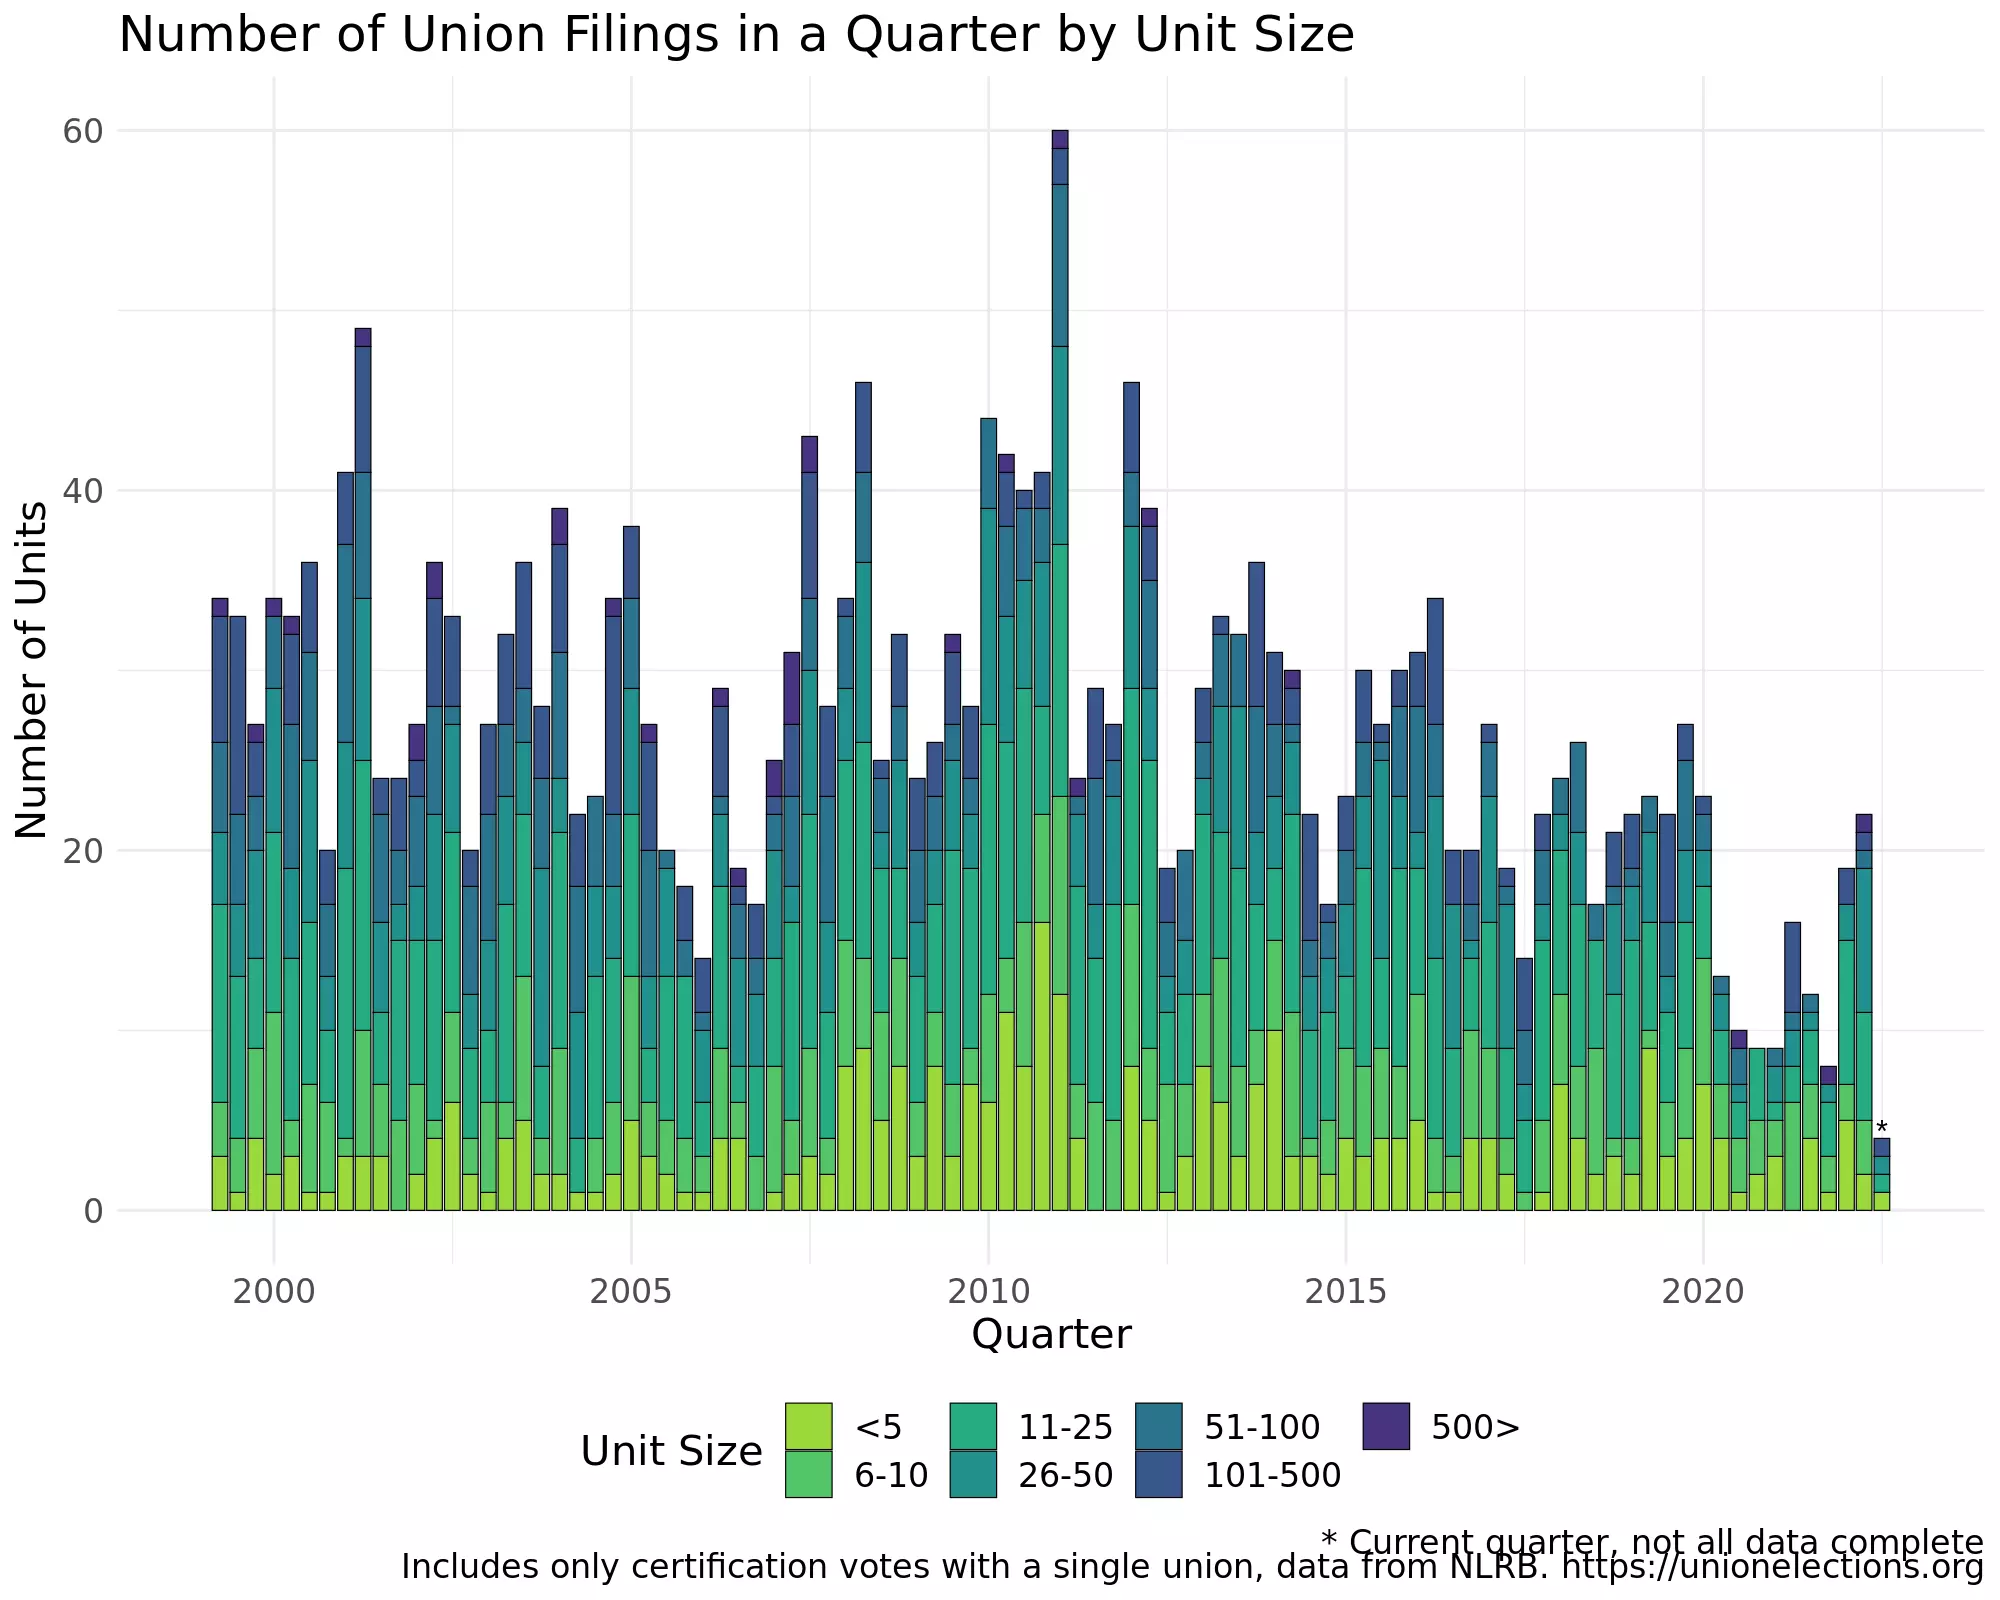 Number of Union Filings in a Quarter by Unit Size
60
40
20
0
Number of Units
*
2000 2005 2010 2015 2020
Quarter
Unit Size
<5 11-25 51-100 500>
6-10 26-50 101-500
* Current quarter, not all data complete
Includes only certification votes with a single union, data from NLRB. https://unionelections.org